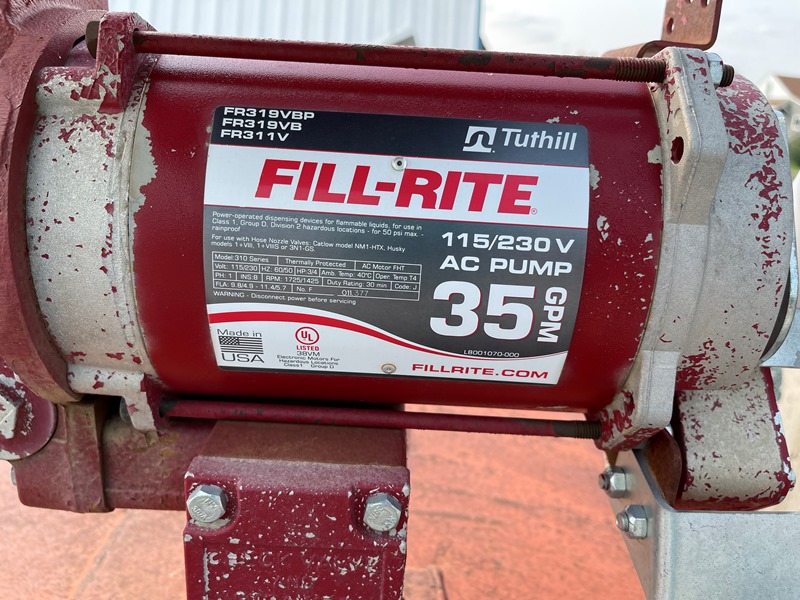 FR319VBP
FR319VB
FR311V
Tuthill
FILL-RITE®
Power-operated dispensing devices for flammable liquids, for use in
Class 1, Group D, Division 2 hazardous locations - for 50 psi max. -
rainproof
For use with Hose Nozzle Valves: Catlow model NM1-HTX, Husky
models 1+VIII, 1+VIIIS or 3N1-GS.
115/230 V
AC PUMP
35 GPM
Model: 310 Series Thermally Protected AC Motor FHT
Volt: 115/230 HZ: 60/50 HP: 3/4 Amb. Temp: 40°C Oper. Temp T4
PH: 1 INS: B RPM: 1725/1425 Duty Rating: 30 min Code: J
FLA: 9.8/4.9 - 11.4/5.7 No. F 011377
WARNING - Disconnect power before servicing
Made in
USA
UL
LISTED
38VM
Electronic Motors For
Hazardous Locations
Class1 Group D
LB001070-000
FILLRITE.COM